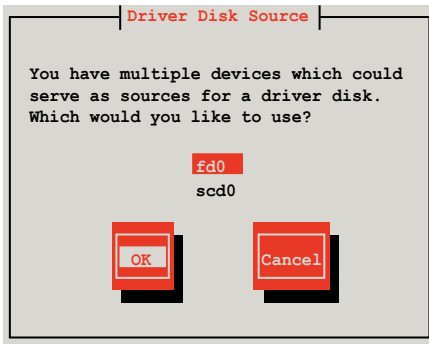 Driver Disk Source
You have multiple devices which could
serve as sources for a driver disk.
Which would you like to use?
fd0
scd0
OK
Cancel